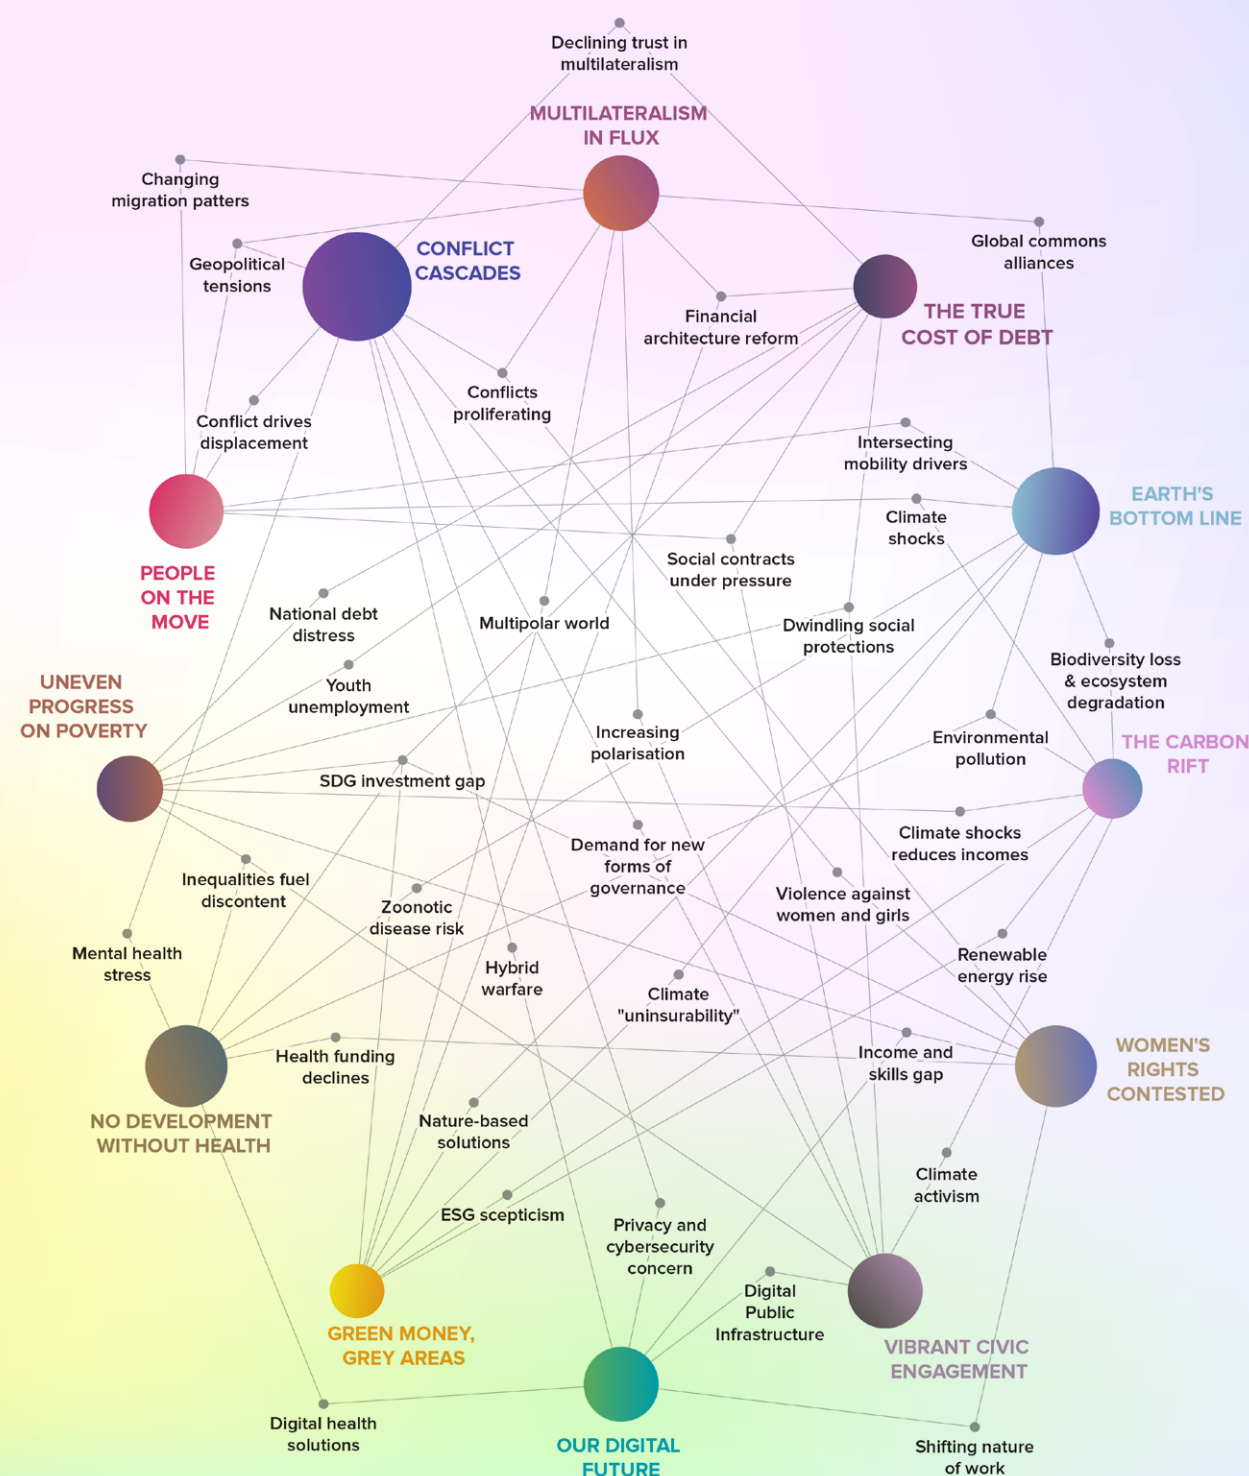 Declining trust in
multilateralism
MULTILATERALISM
IN FLUX
Changing
migration patters
Geopolitical
tensions
CONFLICT
CASCADES
Global commons
alliances
Financial
architecture reform
THE TRUE
COST OF DEBT
Conflicts
proliferating
Conflict drives
displacement
Intersecting
mobility drivers
EARTH'S
BOTTOM LINE
Climate
shocks
PEOPLE
ON THE
MOVE
Social contracts
under pressure
National debt
distress
Multipolar world
Dwindling social
protections
Biodiversity loss
& ecosystem
degradation
UNEVEN
PROGRESS
ON POVERTY
Youth
unemployment
Increasing
polarisation
Environmental
pollution
THE CARBON
RIFT
SDG investment gap
Climate shocks
reduces incomes
Demand for new
forms of
governance
Inequalities fuel
discontent
Zoonotic
disease risk
Violence against
women and girls
Mental health
stress
Hybrid
warfare
Renewable
energy rise
Climate
"uninsurability"
Health funding
declines
Income and
skills gap
WOMEN'S
RIGHTS
CONTESTED
NO DEVELOPMENT
WITHOUT HEALTH
Nature-based
solutions
Climate
activism
ESG scepticism
Privacy and
cybersecurity
concern
Digital
Public
Infrastructure
GREEN MONEY,
GREY AREAS
VIBRANT CIVIC
ENGAGEMENT
Digital health
solutions
OUR DIGITAL
FUTURE
Shifting nature
of work